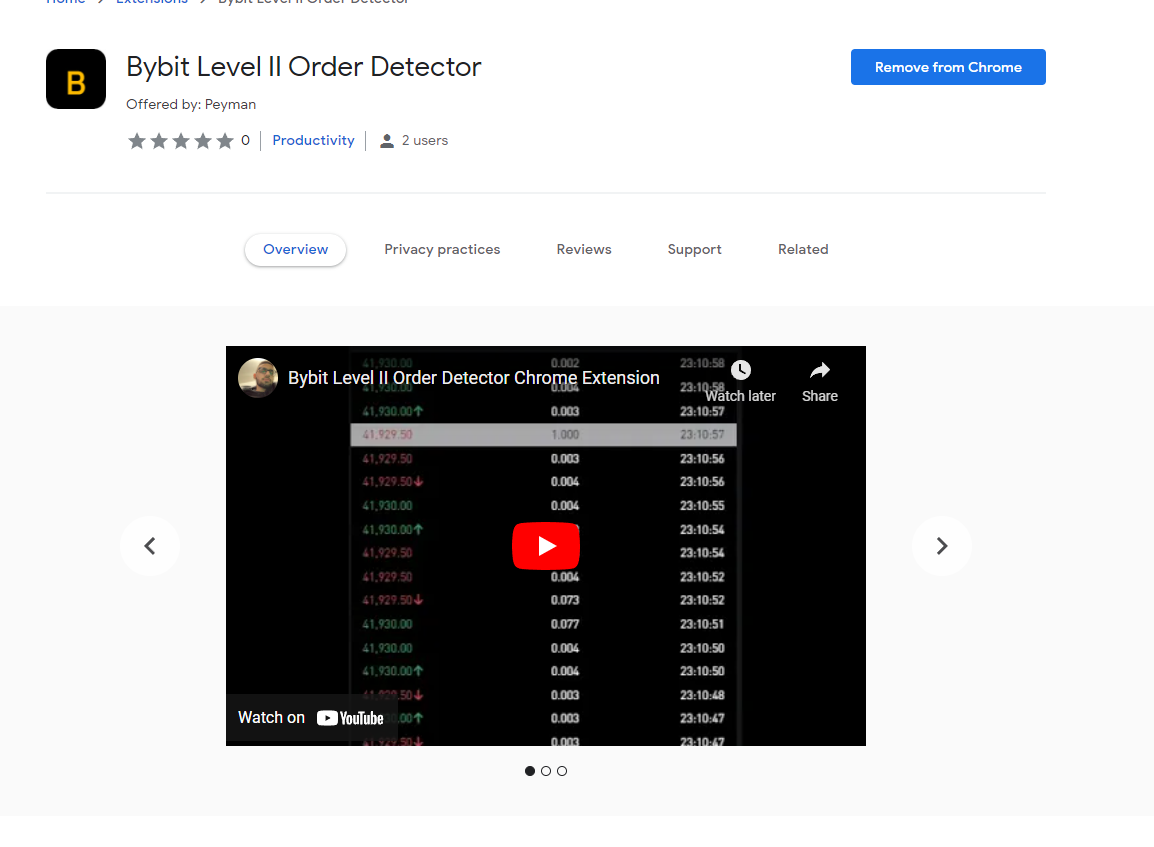 Home > Extensions > Bybit Level II Order Detector
B
Bybit Level II Order Detector
Remove from Chrome
Offered by: Peyman
0 Productivity 2 users
Overview Privacy practices Reviews Support Related
41,930.00 0.002 23:10:58
Bybit Level II Order Detector Chrome Extension
0.004 23:10:58
Watch later Share
41,930.00↑ 0.003 23:10:57
41,929.50 1.000 23:10:57
41,929.50 0.003 23:10:56
41,929.50↓ 0.004 23:10:56
41,930.00 0.004 23:10:55
41,930.00↑ 23:10:54
41,929.50 23:10:54
41,929.50 0.004 23:10:52
41,929.50↓ 0.073 23:10:52
41,930.00 0.077 23:10:51
41,930.00 0.004 23:10:50
41,930.00↑ 0.004 23:10:50
41,929.50↓ 0.003 23:10:48
Watch on YouTube
.00↑ 0.003 23:10:47
41,929.50↓ 0.003 23:10:47